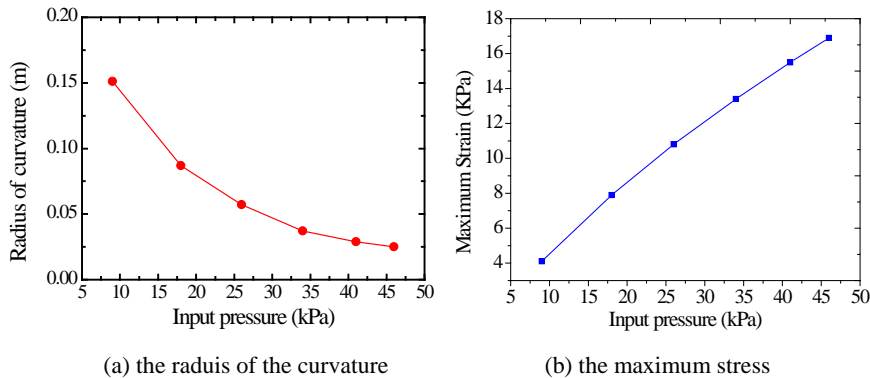 0.20
0.15
0.10
0.05
0.00
Radius of curvature (m)
5 10 15 20 25 30 35 40 45 50
Input pressure (kPa)
(a) the raduis of the curvature
18
16
14
12
10
8
6
4
Maximum Strain (KPa)
5 10 15 20 25 30 35 40 45 50
Input pressure (kPa)
(b) the maximum stress